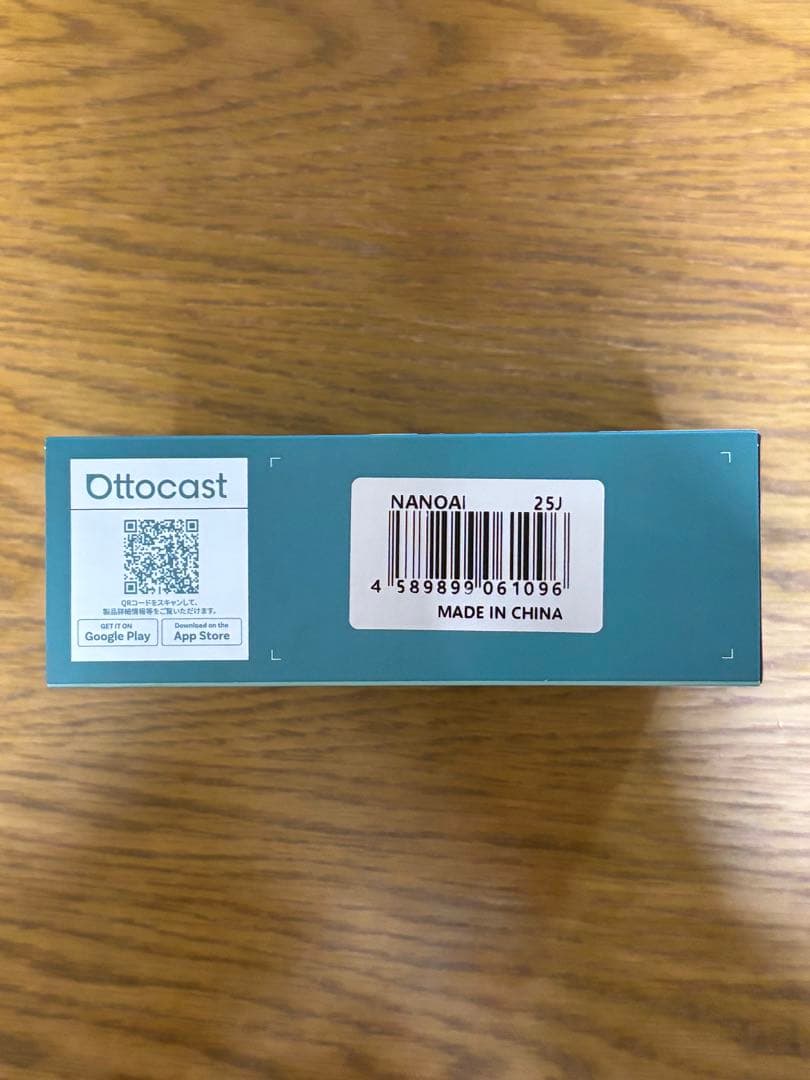 Ottocast
QRコードをスキャンして、
製品詳細情報等をご覧いただけます。
GET IT ON
Google Play
Download on the
App Store
NANOAI 25J
4 589899 061096
MADE IN CHINA